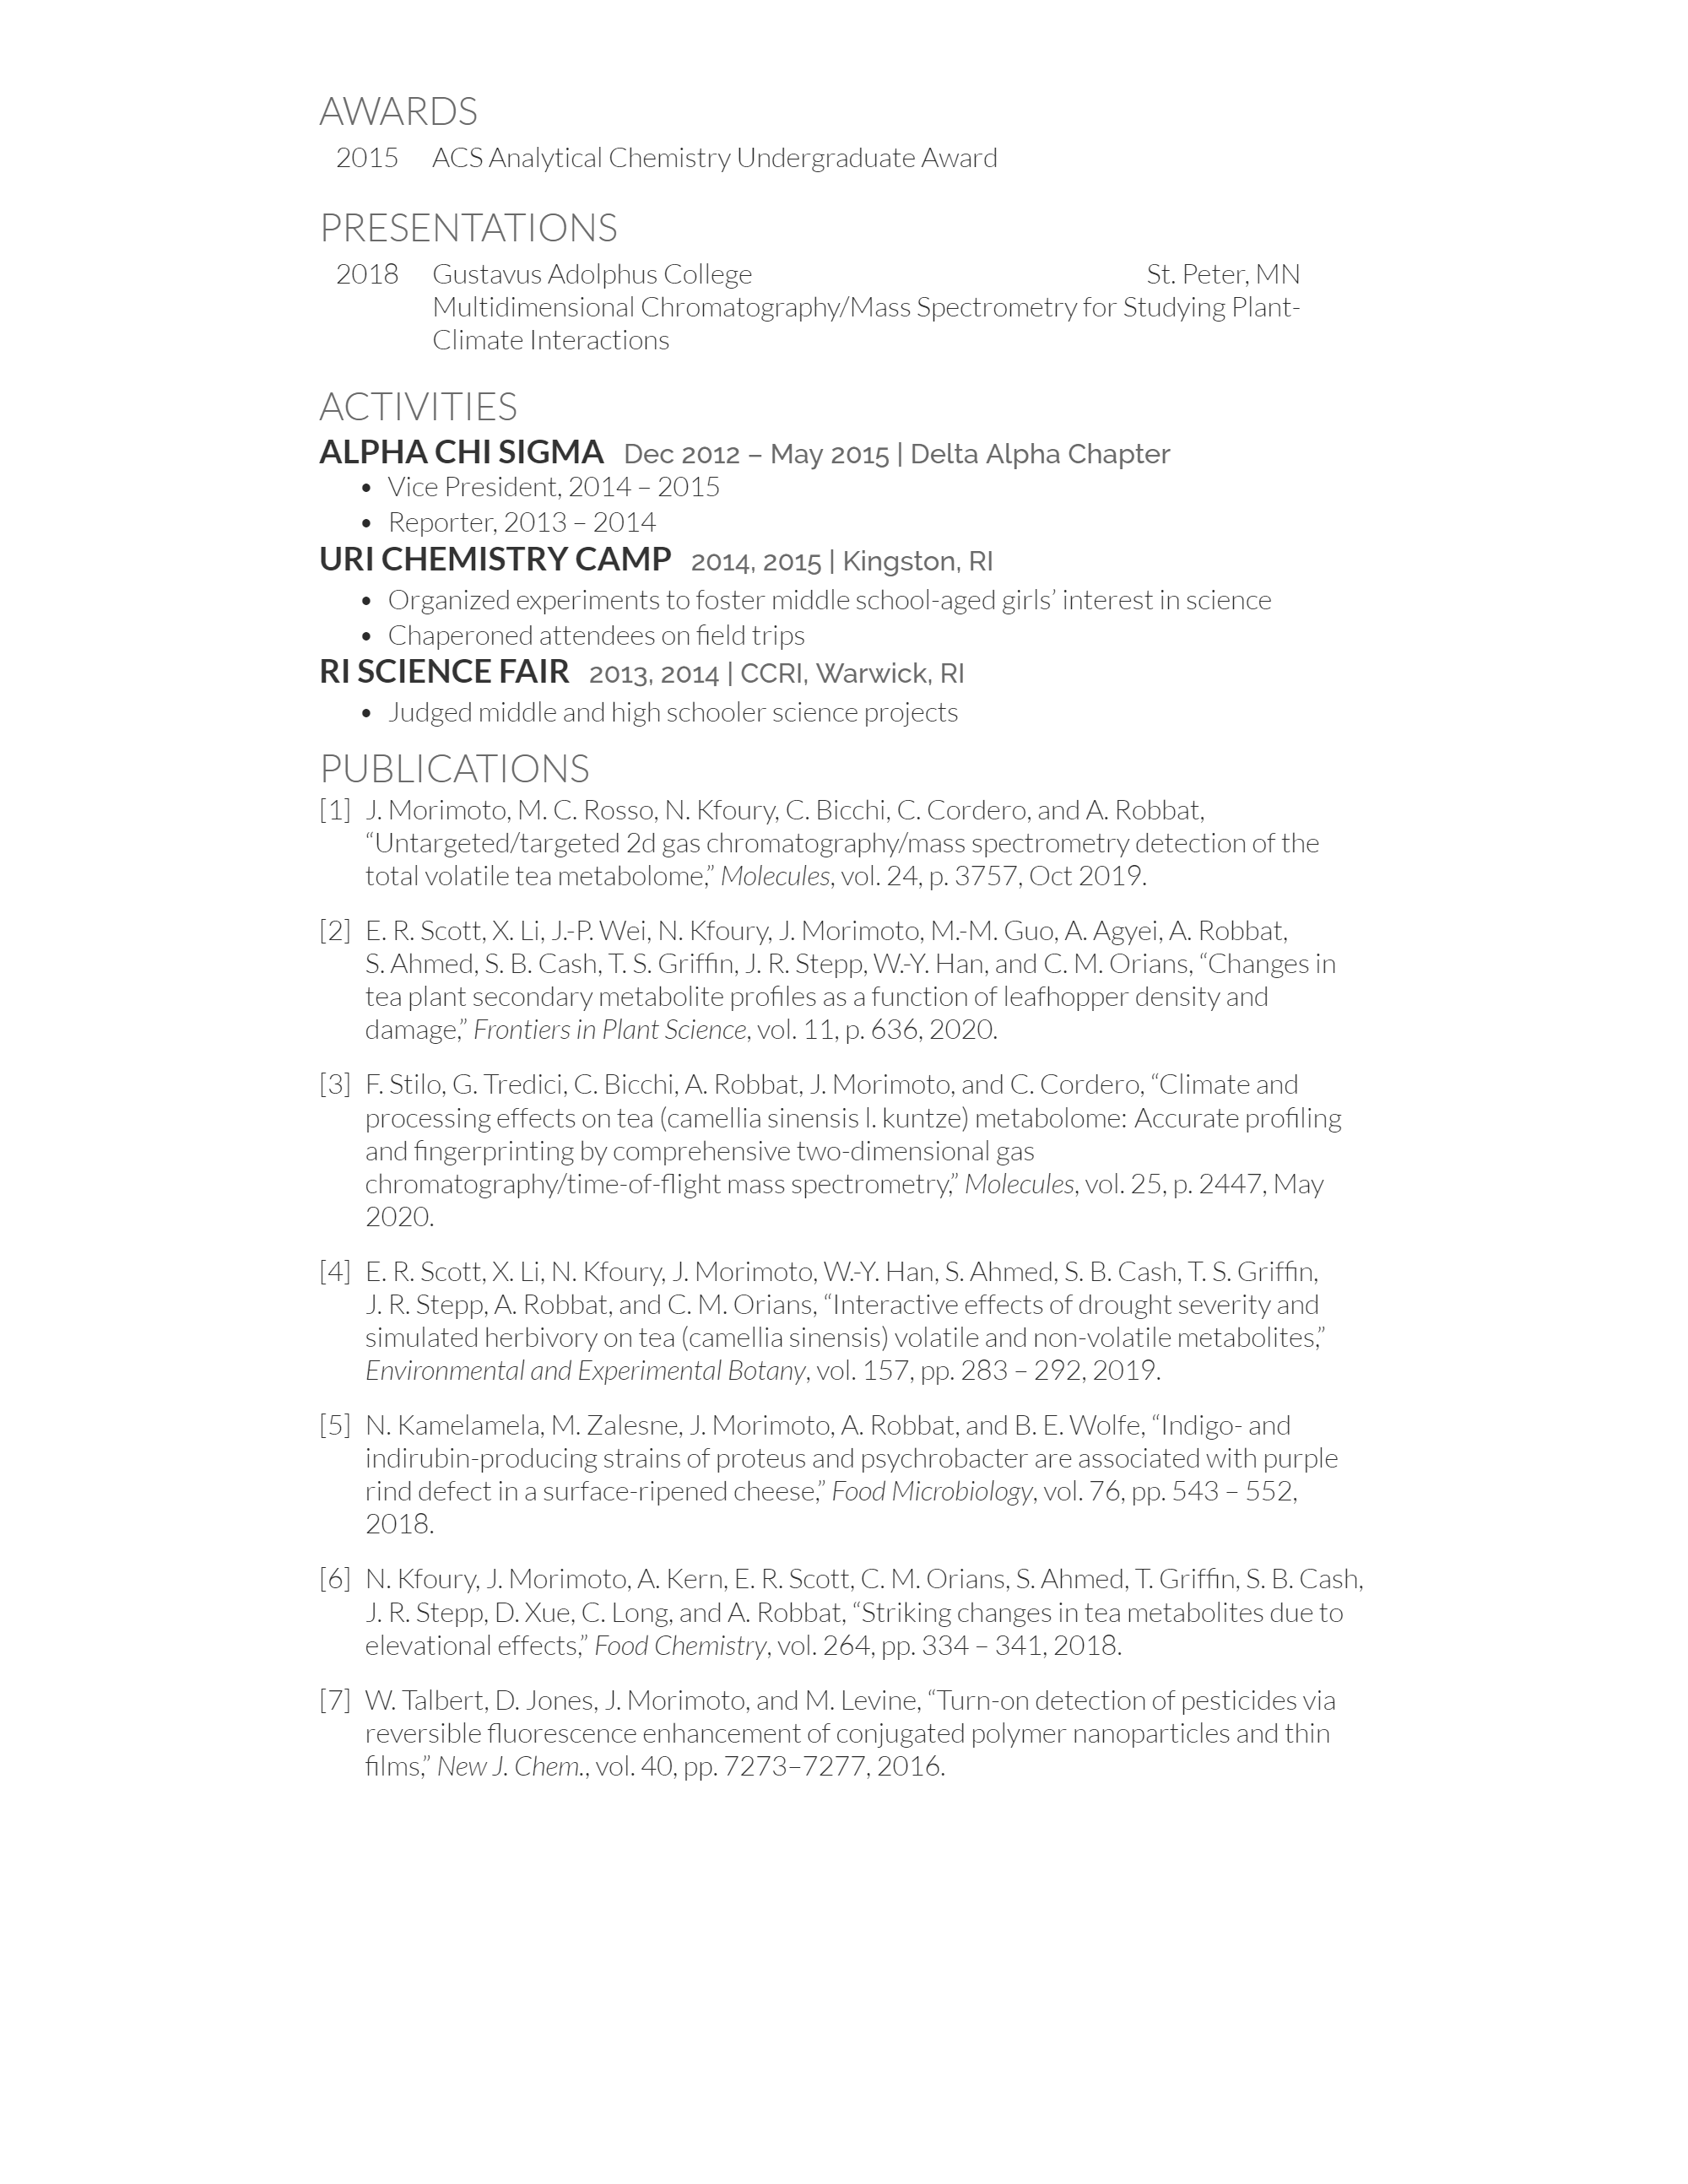 AWARDS
2015 ACS Analytical Chemistry Undergraduate Award
PRESENTATIONS
2018 Gustavus Adolphus College St. Peter, MN
Multidimensional Chromatography/Mass Spectrometry for Studying Plant-
Climate Interactions
ACTIVITIES
ALPHA CHI SIGMA Dec 2012 – May 2015 | Delta Alpha Chapter
• Vice President, 2014 – 2015
• Reporter, 2013 – 2014
URI CHEMISTRY CAMP 2014, 2015 | Kingston, RI
• Organized experiments to foster middle school-aged girls’ interest in science
• Chaperoned attendees on field trips
RI SCIENCE FAIR 2013, 2014 | CCRI, Warwick, RI
• Judged middle and high schooler science projects
PUBLICATIONS
[1] J. Morimoto, M. C. Rosso, N. Kfoury, C. Bicchi, C. Cordero, and A. Robbat,
“Untargeted/targeted 2d gas chromatography/mass spectrometry detection of the
total volatile tea metabolome,” Molecules, vol. 24, p. 3757, Oct 2019.
[2] E. R. Scott, X. Li, J.-P. Wei, N. Kfoury, J. Morimoto, M.-M. Guo, A. Agyei, A. Robbat,
S. Ahmed, S. B. Cash, T. S. Griffin, J. R. Stepp, W.-Y. Han, and C. M. Orians, “Changes in
tea plant secondary metabolite profiles as a function of leafhopper density and
damage,” Frontiers in Plant Science, vol. 11, p. 636, 2020.
[3] F. Stilo, G. Tredici, C. Bicchi, A. Robbat, J. Morimoto, and C. Cordero, “Climate and
processing effects on tea (camellia sinensis l. kuntze) metabolome: Accurate profiling
and fingerprinting by comprehensive two-dimensional gas
chromatography/time-of-flight mass spectrometry,” Molecules, vol. 25, p. 2447, May
2020.
[4] E. R. Scott, X. Li, N. Kfoury, J. Morimoto, W.-Y. Han, S. Ahmed, S. B. Cash, T. S. Griffin,
J. R. Stepp, A. Robbat, and C. M. Orians, “Interactive effects of drought severity and
simulated herbivory on tea (camellia sinensis) volatile and non-volatile metabolites,”
Environmental and Experimental Botany, vol. 157, pp. 283 – 292, 2019.
[5] N. Kamelamela, M. Zalesne, J. Morimoto, A. Robbat, and B. E. Wolfe, “Indigo- and
indirubin-producing strains of proteus and psychrobacter are associated with purple
rind defect in a surface-ripened cheese,” Food Microbiology, vol. 76, pp. 543 – 552,
2018.
[6] N. Kfoury, J. Morimoto, A. Kern, E. R. Scott, C. M. Orians, S. Ahmed, T. Griffin, S. B. Cash,
J. R. Stepp, D. Xue, C. Long, and A. Robbat, “Striking changes in tea metabolites due to
elevational effects,” Food Chemistry, vol. 264, pp. 334 – 341, 2018.
[7] W. Talbert, D. Jones, J. Morimoto, and M. Levine, “Turn-on detection of pesticides via
reversible fluorescence enhancement of conjugated polymer nanoparticles and thin
films,” New J. Chem., vol. 40, pp. 7273–7277, 2016.